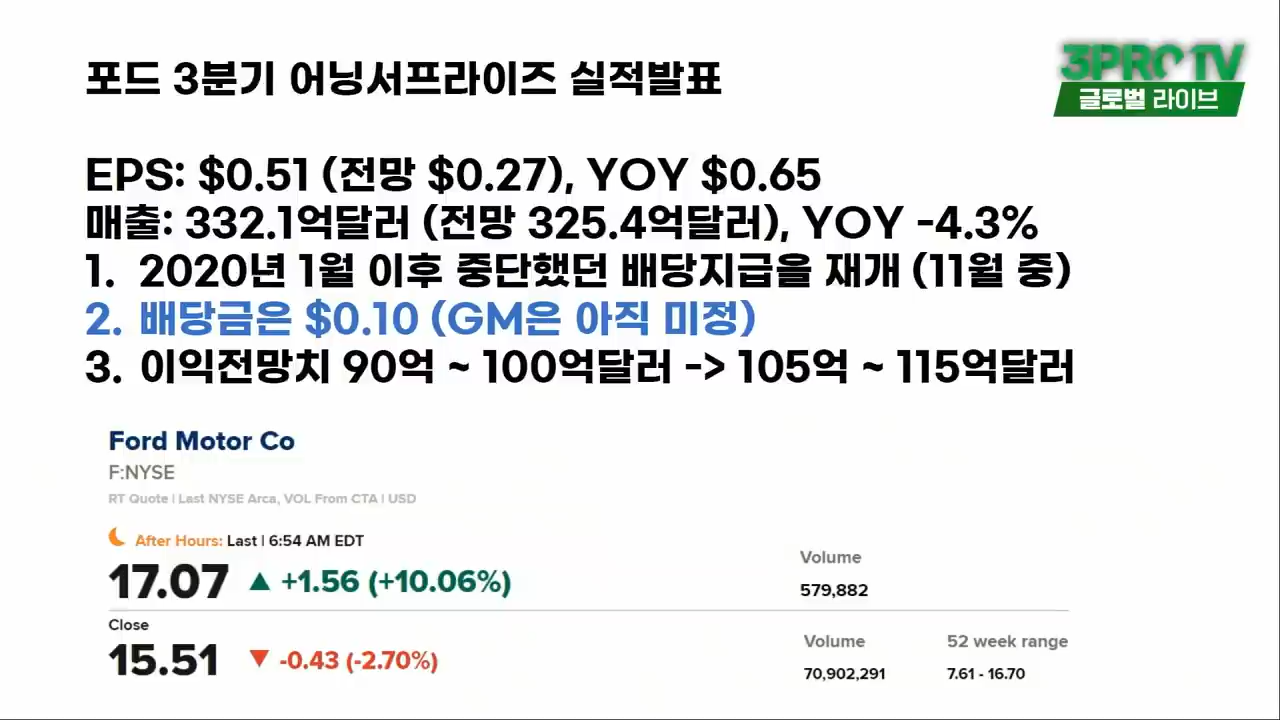 포드 3분기 어닝서프라이즈 실적발표
3PROTV
글로벌 라이브
EPS: $0.51 (전망 $0.27), YOY $0.65
매출: 332.1억달러 (전망 325.4억달러), YOY -4.3%
1. 2020년 1월 이후 중단했던 배당지급을 재개 (11월 중)
2. 배당금은 $0.10 (GM은 아직 미정)
3. 이익전망치 90억 ~ 100억달러 -> 105억 ~ 115억달러
Ford Motor Co
F:NYSE
RT Quote | Last NYSE Arca, VOL From CTA | USD
After Hours: Last | 6:54 AM EDT
17.07 ▲ +1.56 (+10.06%)
Volume
579,882
Close
15.51 ▼ -0.43 (-2.70%)
Volume
70,902,291
52 week range
7.61 - 16.70